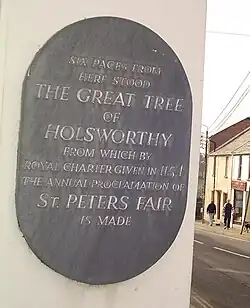 SIX PACES FROM
HERE STOOD
THE GREAT TREE
OF
HOLSWORTHY
FROM WHICH BY
ROYAL CHARTER GIVEN IN 1154
THE ANNUAL PROCLAMATION OF
ST. PETERS FAIR
IS MADE